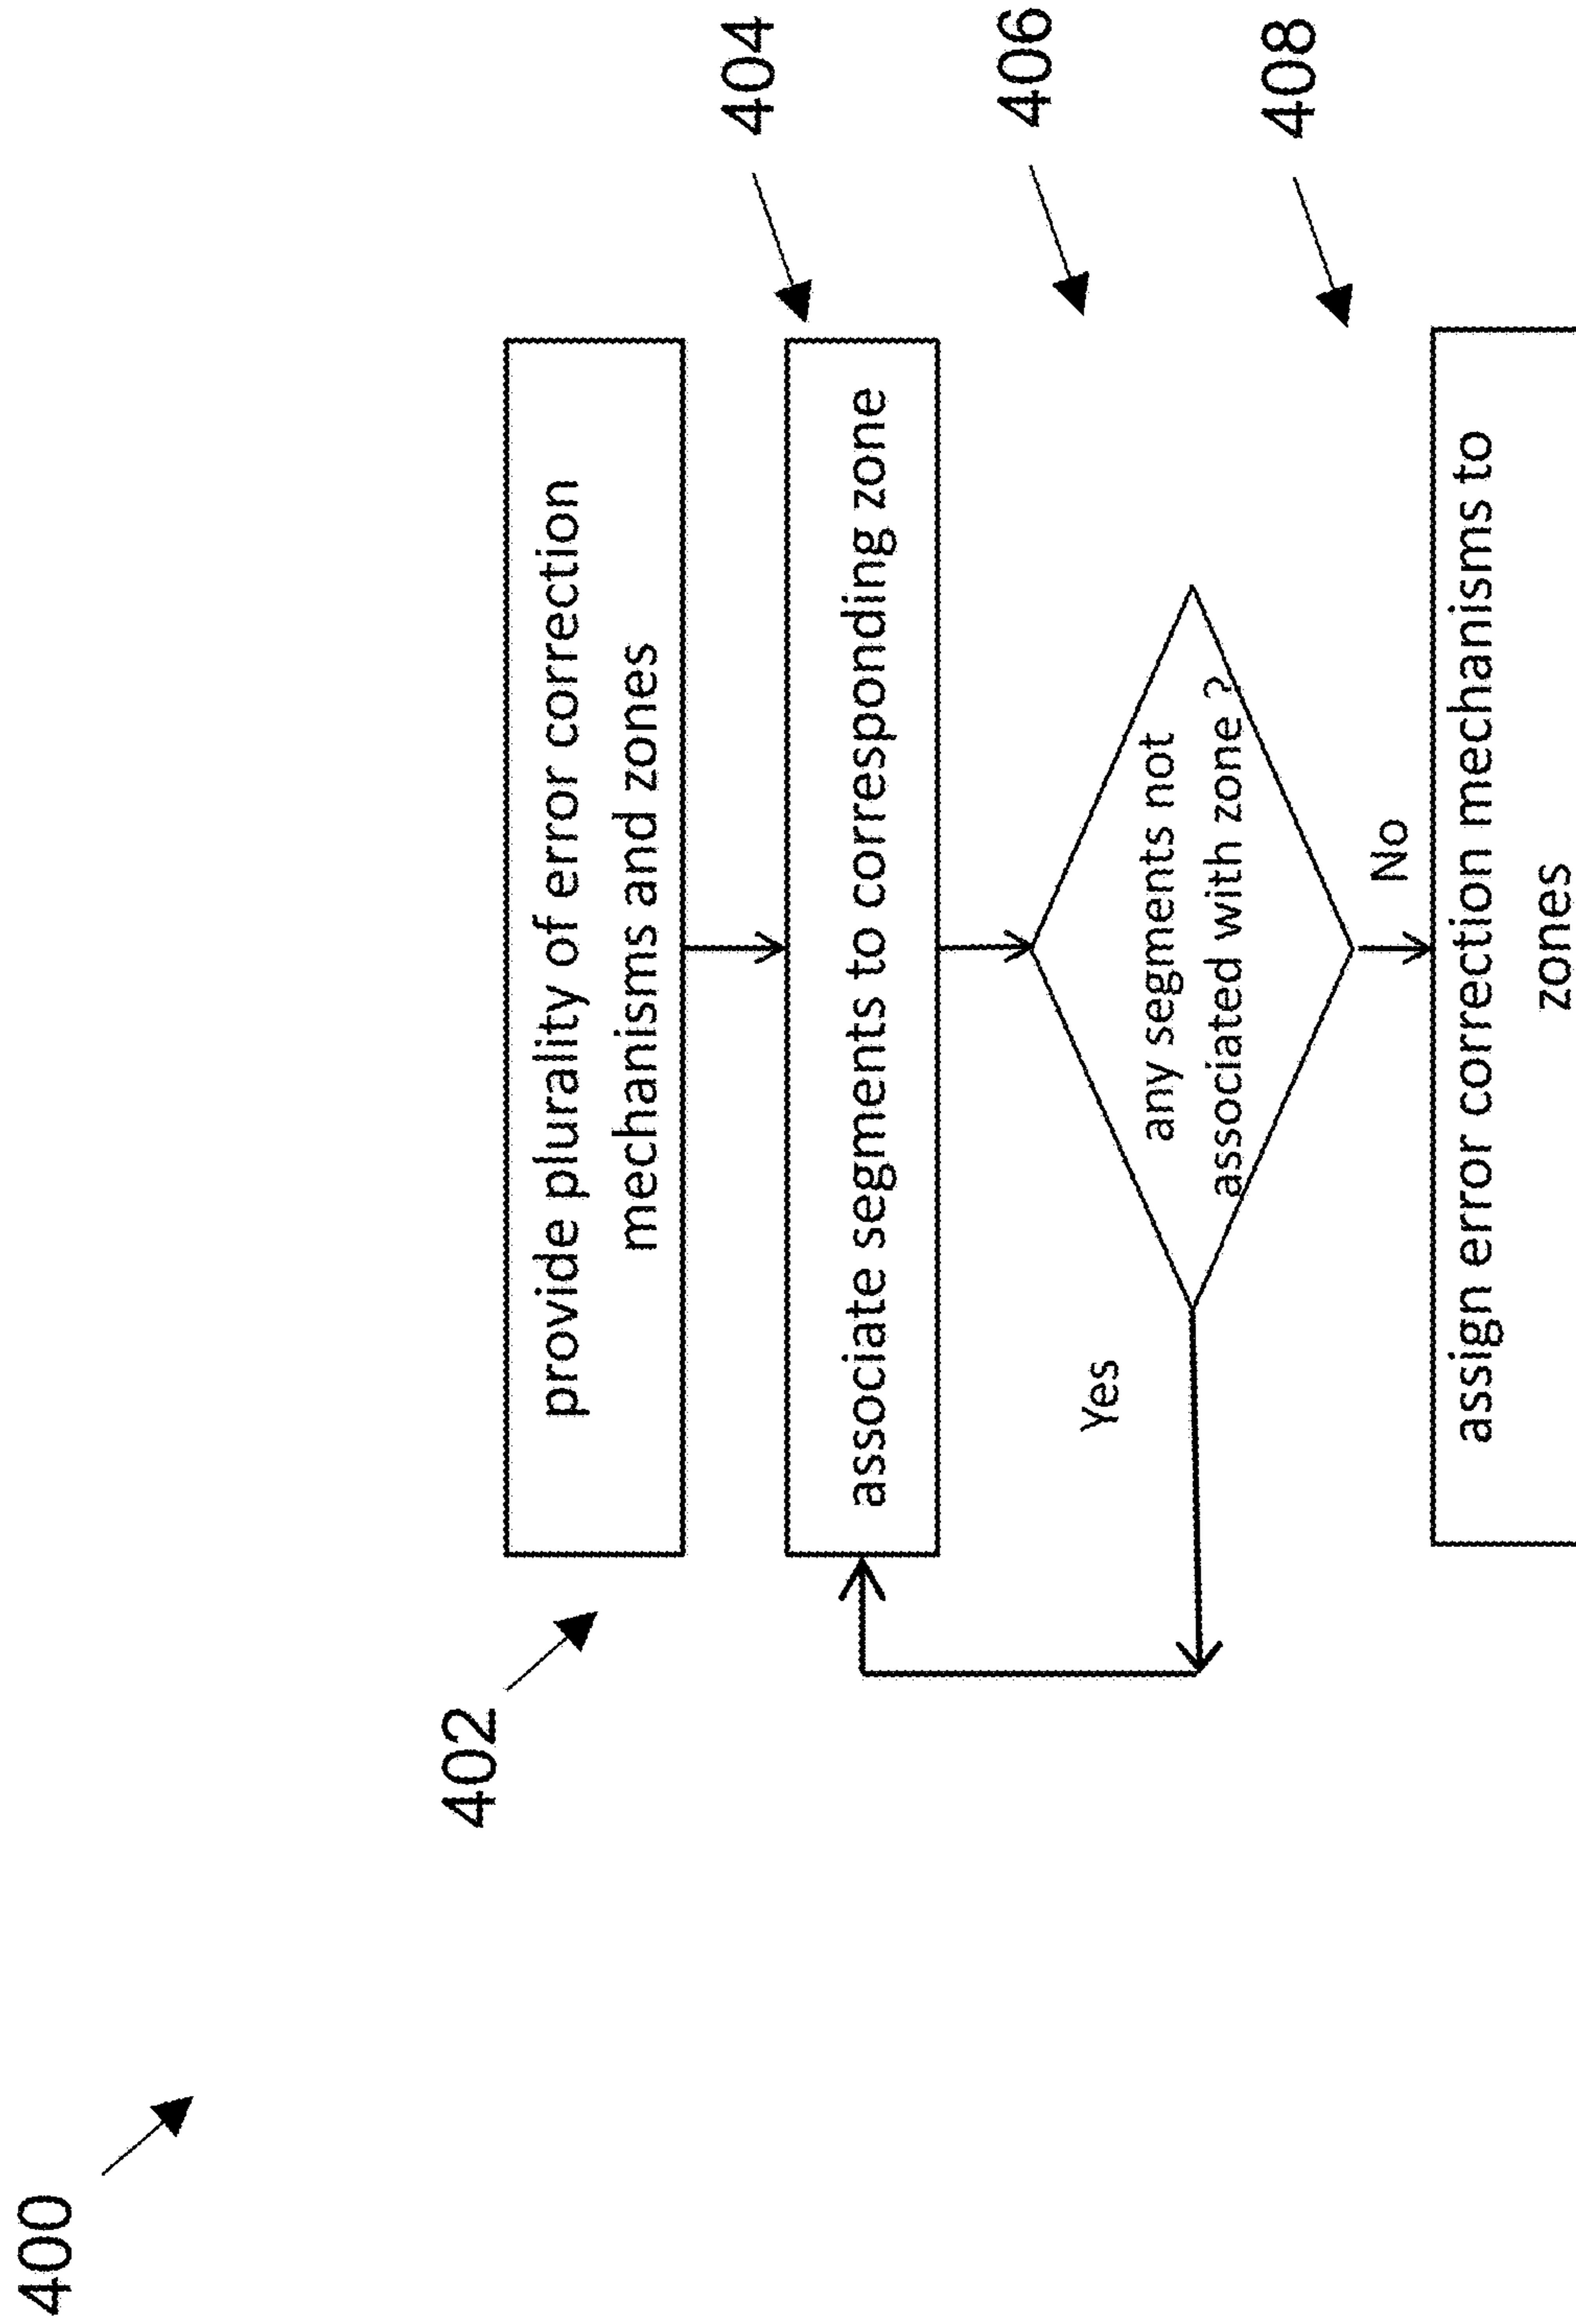 400
402
provide plurality of error correction
mechanisms and zones
404
associate segments to corresponding zone
406
any segments not
associated with zone ?
Yes
No
408
assign error correction mechanisms to
zones